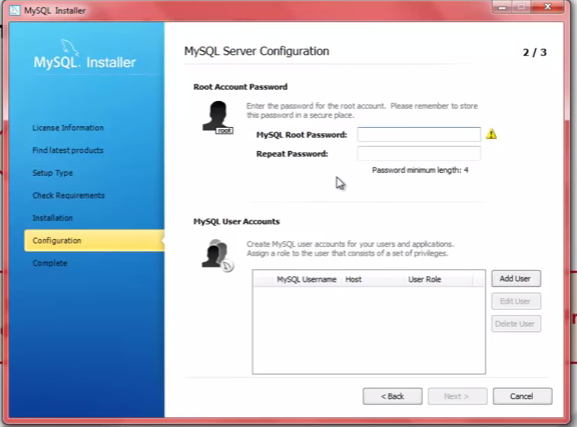 MySQL Installer
MySQL. Installer
License Information
Find latest products
Setup Type
Check Requirements
Installation
Configuration
Complete
MySQL Server Configuration
2 / 3
Root Account Password
Enter the password for the root account. Please remember to store
this password in a secure place.
root
MySQL Root Password:
Repeat Password:
Password minimum length: 4
MySQL User Accounts
Create MySQL user accounts for your users and applications.
Assign a role to the user that consists of a set of privileges.
MySQL Username Host User Role
Add User
Edit User
Delete User
< Back Next > Cancel